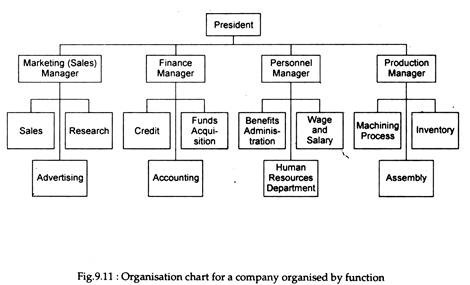 President
Marketing (Sales)
Manager
Finance
Manager
Personnel
Manager
Production
Manager
Sales
Research
Credit
Funds
Acqui-
sition
Benefits
Adminis-
tration
Wage
and
Salary
Machining
Process
Inventory
Advertising
Accounting
Human
Resources
Department
Assembly
Fig.9.11 : Organisation chart for a company organised by function